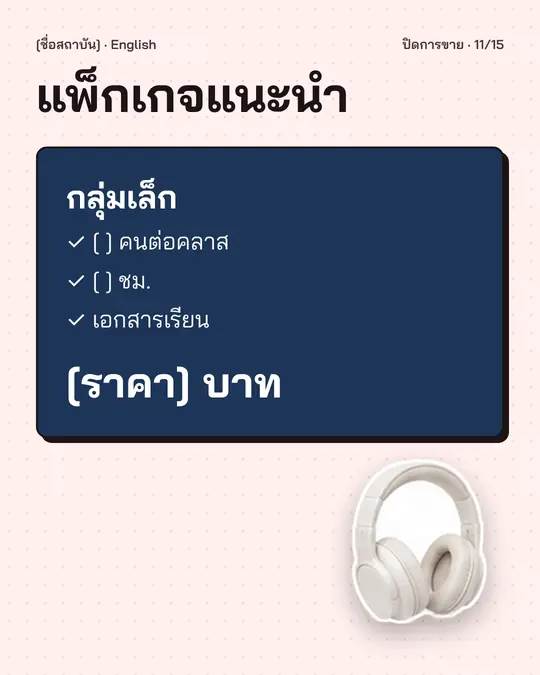 [ชื่อสถาบัน] · English
ปิดการขาย · 11/15
แพ็กเกจแนะนำ
กลุ่มเล็ก
✓ [ ] คนต่อคลาส
✓ [ ] ชม.
✓ เอกสารเรียน
[ราคา] บาท